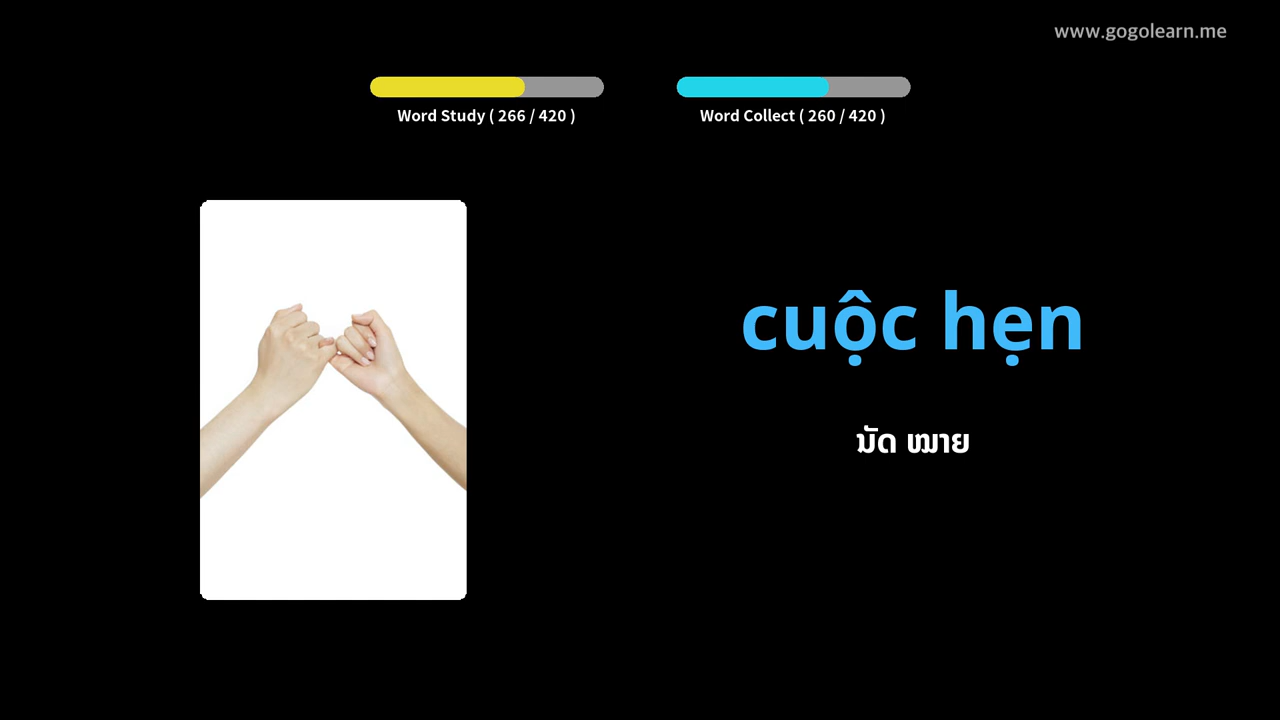 www.gogolearn.me
Word Study ( 266 / 420 )
Word Collect ( 260 / 420 )
cuộc hẹn
ນັດ ໝາຍ